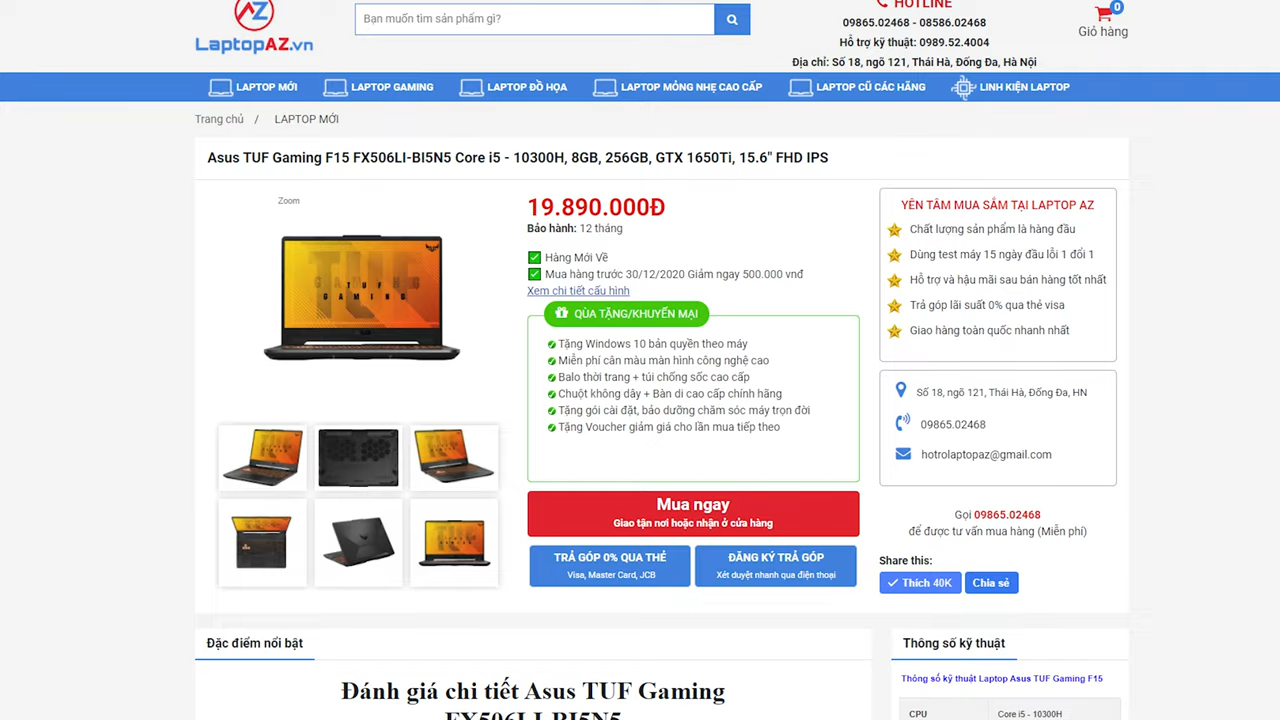 AZ
LaptopAZ.vn
Bạn muốn tìm sản phẩm gì?
HOTLINE
09865.02468 - 08586.02468
Hỗ trợ kỹ thuật: 0989.52.4004
Địa chỉ: Số 18, ngõ 121, Thái Hà, Đống Đa, Hà Nội
0
Giỏ hàng
LAPTOP MỚI
LAPTOP GAMING
LAPTOP ĐỒ HỌA
LAPTOP MỎNG NHẸ CAO CẤP
LAPTOP CŨ CÁC HÃNG
LINH KIỆN LAPTOP
Trang chủ / LAPTOP MỚI
Asus TUF Gaming F15 FX506LI-BI5N5 Core i5 - 10300H, 8GB, 256GB, GTX 1650Ti, 15.6" FHD IPS
Zoom
TUF
GAMING
19.890.000Đ
Bảo hành: 12 tháng
Hàng Mới Về
Mua hàng trước 30/12/2020 Giảm ngay 500.000 vnđ
Xem chi tiết cấu hình
QÙA TẶNG/KHUYẾN MẠI
Tặng Windows 10 bản quyền theo máy
Miễn phí cân màu màn hình công nghệ cao
Balo thời trang + túi chống sốc cao cấp
Chuột không dây + Bàn di cao cấp chính hãng
Tặng gói cài đặt, bảo dưỡng chăm sóc máy trọn đời
Tặng Voucher giảm giá cho lần mua tiếp theo
Mua ngay
Giao tận nơi hoặc nhận ở cửa hàng
TRẢ GÓP 0% QUA THẺ
Visa, Master Card, JCB
ĐĂNG KÝ TRẢ GÓP
Xét duyệt nhanh qua điện thoại
YÊN TÂM MUA SẮM TẠI LAPTOP AZ
Chất lượng sản phẩm là hàng đầu
Dùng test máy 15 ngày đầu lỗi 1 đổi 1
Hỗ trợ và hậu mãi sau bán hàng tốt nhất
Trả góp lãi suất 0% qua thẻ visa
Giao hàng toàn quốc nhanh nhất
Số 18, ngõ 121, Thái Hà, Đống Đa, HN
09865.02468
hotrolaptopaz@gmail.com
Gọi 09865.02468
để được tư vấn mua hàng (Miễn phí)
Share this:
Thích 40K
Chia sẻ
Đặc điểm nổi bật
Đánh giá chi tiết Asus TUF Gaming
FX506LI-BI5N5
Thông số kỹ thuật
Thông số kỹ thuật Laptop Asus TUF Gaming F15
CPU Core i5 - 10300H